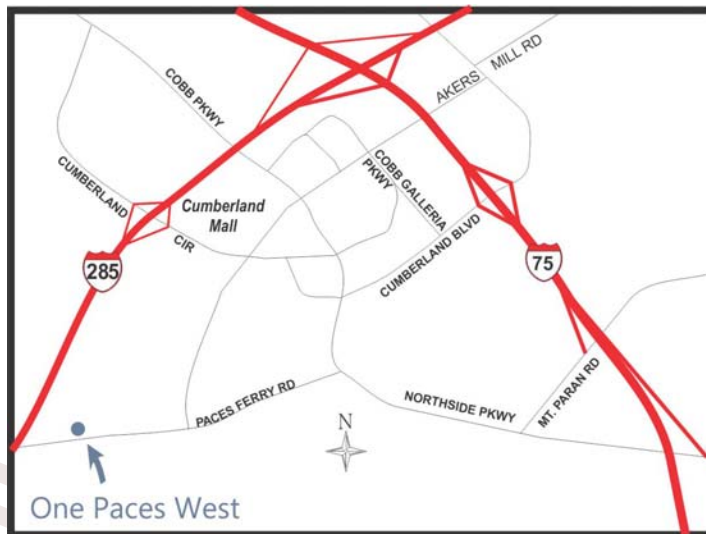 MILL RD
AKERS
COBB PKWY
COBB GALLERIA
PKWY
CUMBERLAND
CIR
Cumberland
Mall
CUMBERLAND BLVD
285
75
MT. PARAN RD
PACES FERRY RD
NORTHSIDE PKWY
N
One Paces West